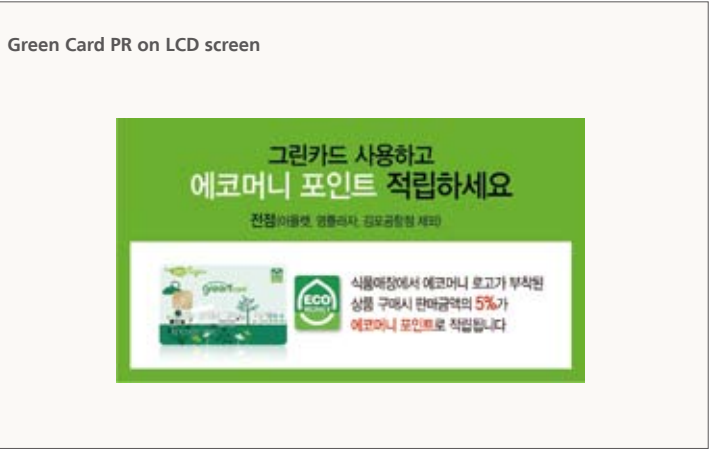 Green Card PR on LCD screen
그린카드 사용하고
에코머니 포인트 적립하세요
전점(아울렛, 영플라자, 김포공항점 제외)
green card
ECO
MONEY
식품매장에서 에코머니 로고가 부착된
상품 구매시 판매금액의 5%가
에코머니 포인트로 적립됩니다